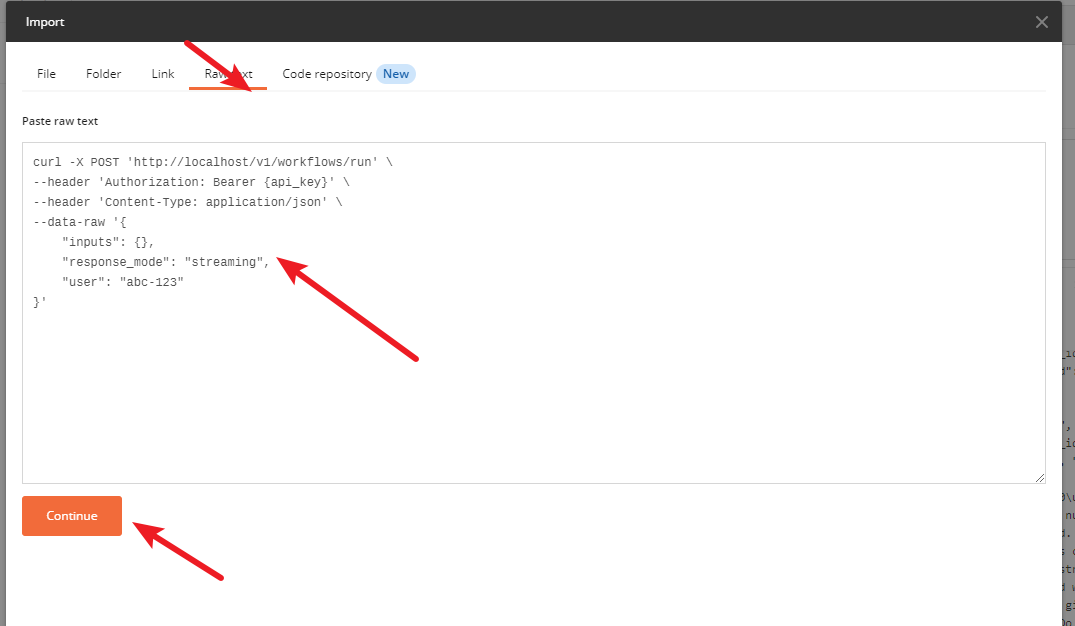 Import
File Folder Link Raw text Code repository New
Paste raw text
curl -X POST 'http://localhost/v1/workflows/run' \
--header 'Authorization: Bearer {api_key}' \
--header 'Content-Type: application/json' \
--data-raw '{
    "inputs": {},
    "response_mode": "streaming",
    "user": "abc-123"
}'
Continue